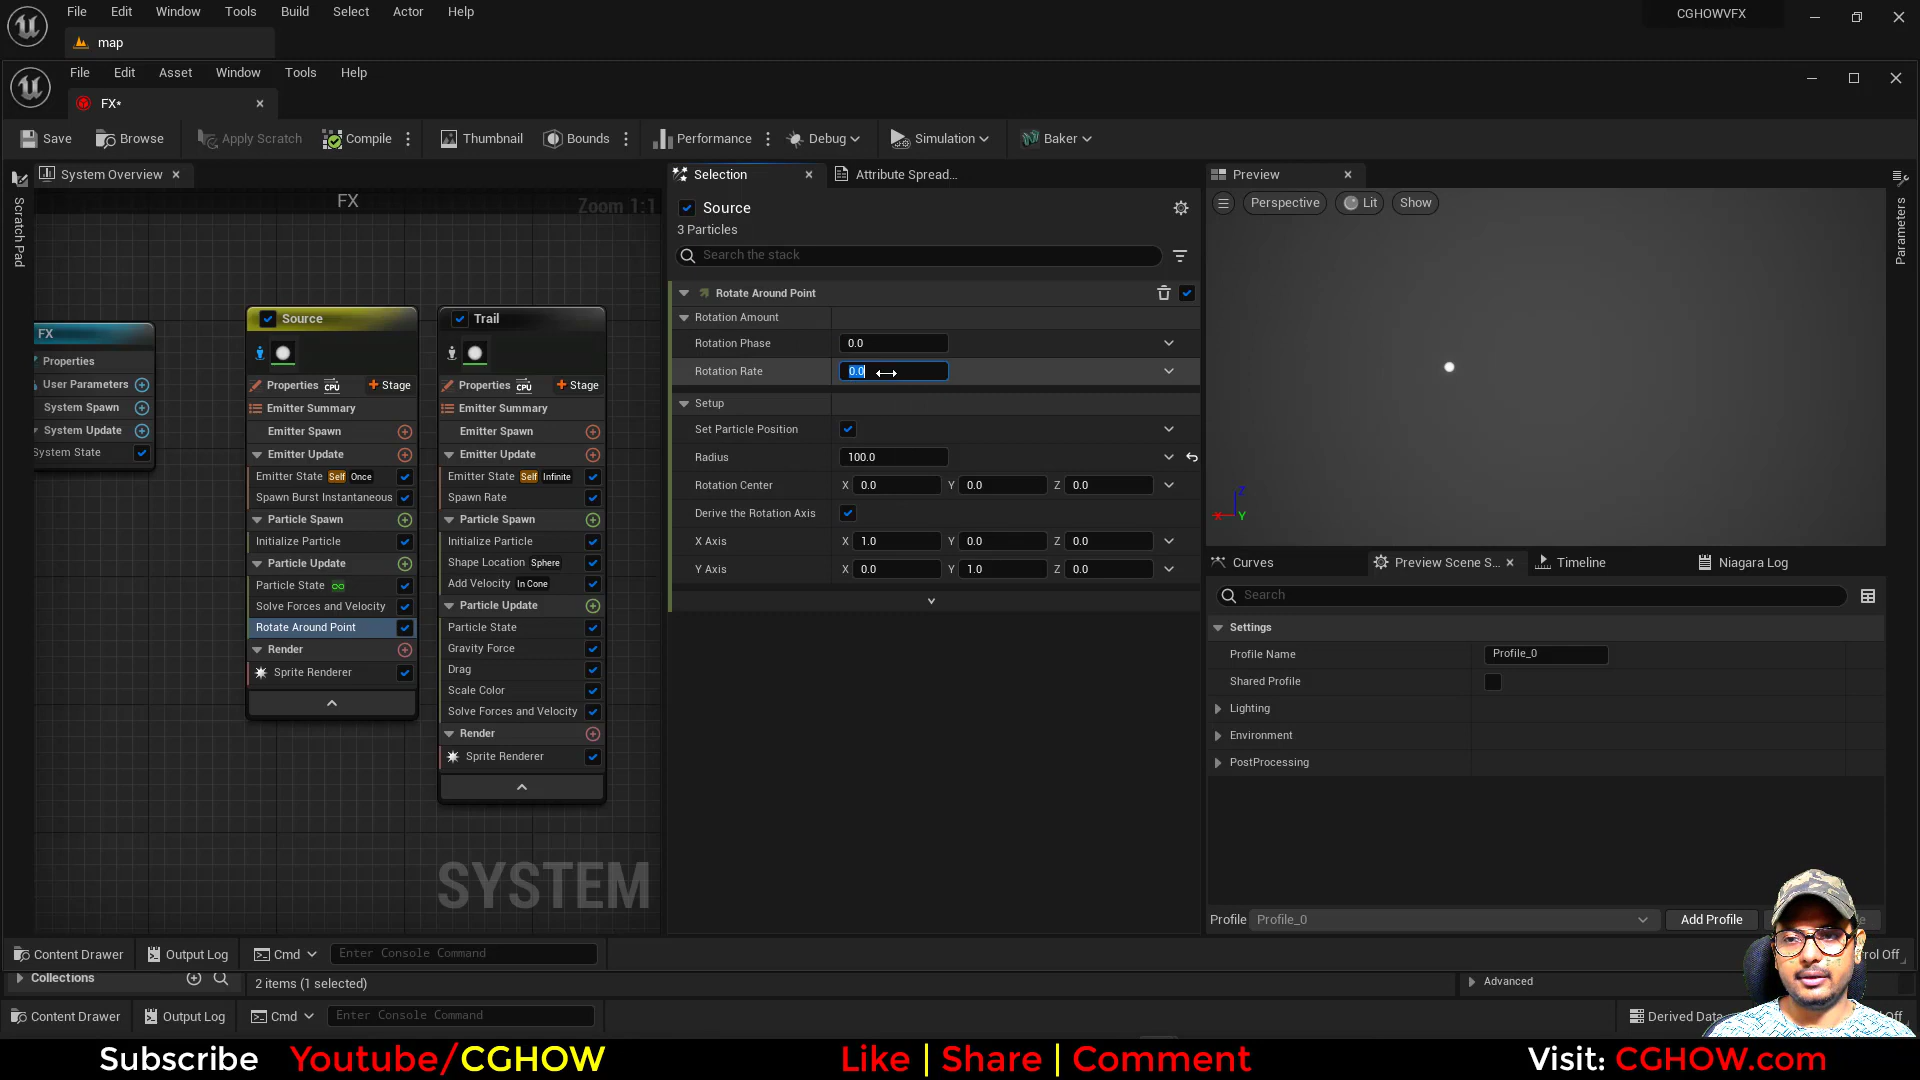 File Edit Window Tools Build Select Actor Help CGHOWVFX
map
File Edit Asset Window Tools Help
FX*
Save Browse Apply Scratch Compile Thumbnail Bounds Performance Debug Simulation Baker
System Overview
Selection Attribute Spread...
Preview
Scratch Pad
Parameters
FX Zoom 1:1
FX
Properties
User Parameters
System Spawn
System Update
System State
Source
Properties CPU + Stage
Emitter Summary
Emitter Spawn
Emitter Update
Emitter State Self Once
Spawn Burst Instantaneous
Particle Spawn
Initialize Particle
Particle Update
Particle State
Solve Forces and Velocity
Rotate Around Point
Render
Sprite Renderer
Trail
Properties CPU + Stage
Emitter Summary
Emitter Spawn
Emitter Update
Emitter State Self Infinite
Spawn Rate
Particle Spawn
Initialize Particle
Shape Location Sphere
Add Velocity In Cone
Particle Update
Particle State
Gravity Force
Drag
Scale Color
Solve Forces and Velocity
Render
Sprite Renderer
SYSTEM
Source
3 Particles
Search the stack
Rotate Around Point
Rotation Amount
Rotation Phase 0.0
Rotation Rate 0.0
Setup
Set Particle Position
Radius 100.0
Rotation Center X 0.0 Y 0.0 Z 0.0
Derive the Rotation Axis
X Axis X 1.0 Y 0.0 Z 0.0
Y Axis X 0.0 Y 1.0 Z 0.0
Perspective Lit Show
Z
X Y
Curves Preview Scene S... Timeline Niagara Log
Search
Settings
Profile Name Profile_0
Shared Profile
Lighting
Environment
PostProcessing
Profile Profile_0 Add Profile
Content Drawer Output Log Cmd Enter Console Command
Collections 2 items (1 selected) Advanced
Content Drawer Output Log Cmd Enter Console Command Derived Data
Subscribe Youtube/CGHOW Like | Share | Comment Visit: CGHOW.com